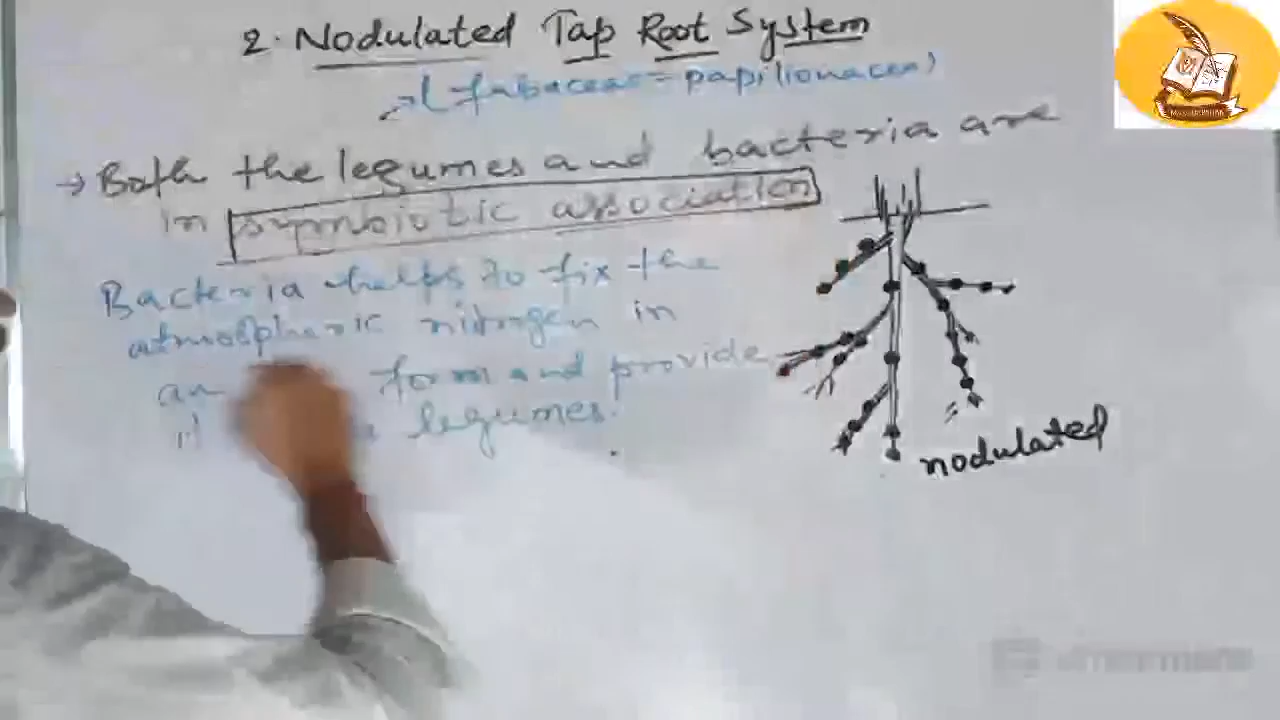 2. Nodulated Tap Root System
(fabaceae = papilionaceae)
→ Both the legumes and bacteria are
in symbiotic association
Bacteria helps to fix the
atmospheric nitrogen in
an form and provide
legumes.
nodulated